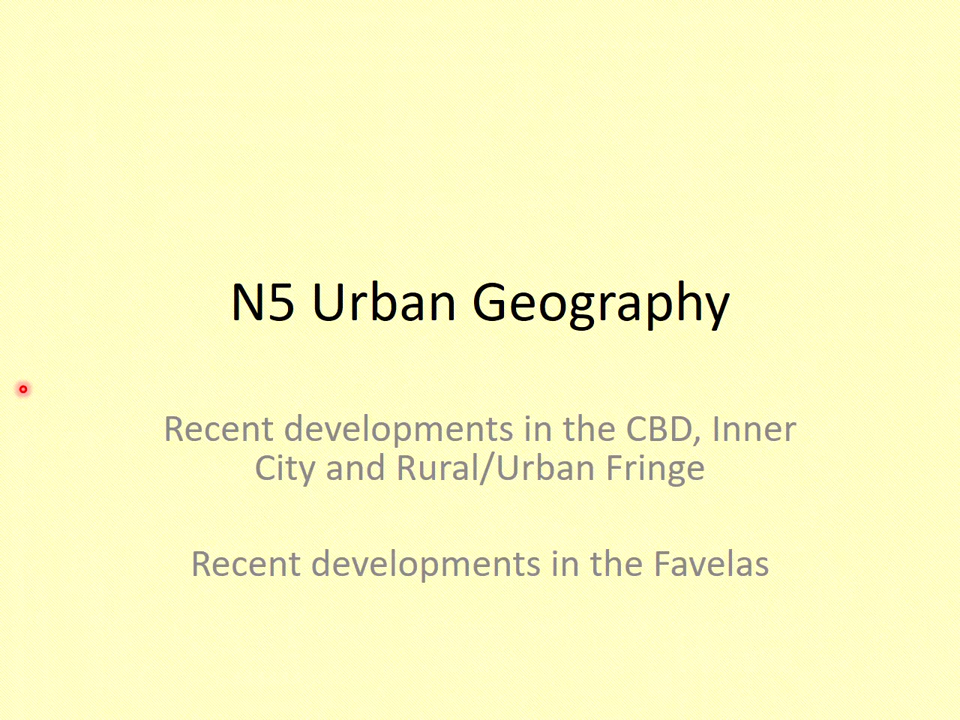 N5 Urban Geography
Recent developments in the CBD, Inner
City and Rural/Urban Fringe
Recent developments in the Favelas